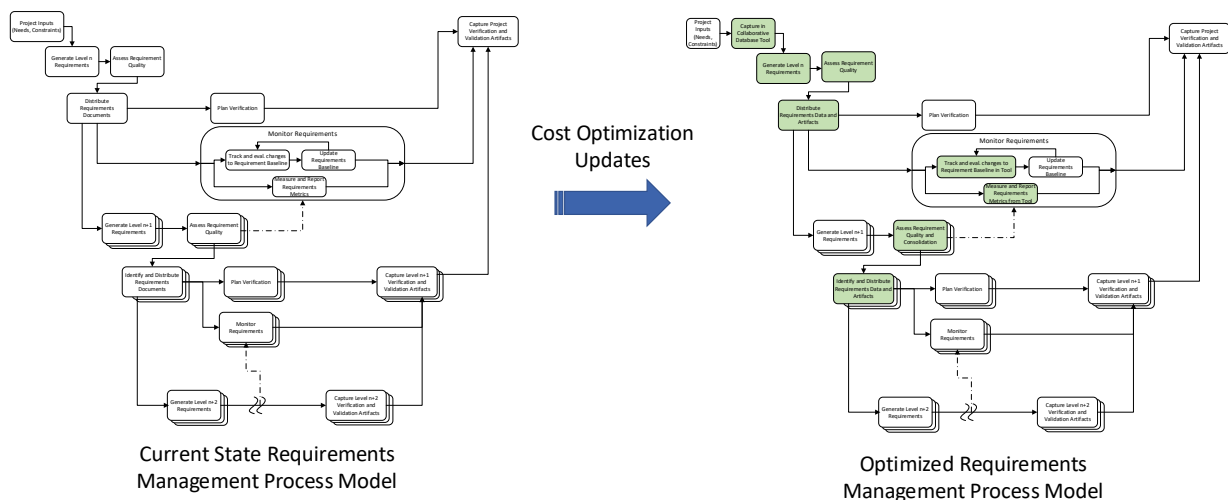 Project Inputs
(Needs, Constraints)
Generate Level n
Requirements
Assess Requirement
Quality
Distribute
Requirements
Documents
Plan Verification
Capture Project
Verification and
Validation Artifacts
Monitor Requirements
Track and eval. changes
to Requirement Baseline
Update
Requirements
Baseline
Measure and Report
Requirements
Metrics
Generate Level n+1
Requirements
Assess Requirement
Quality
Identify and Distribute
Requirements
Documents
Plan Verification
Capture Level n+1
Verification and
Validation Artifacts
Monitor
Requirements
Generate Level n+2
Requirements
Capture Level n+2
Verification and
Validation Artifacts
Current State Requirements
Management Process Model
Cost Optimization
Updates
Project
Inputs
(Needs,
Constraints)
Capture in
Collaborative
Database Tool
Generate Level n
Requirements
Assess Requirement
Quality
Distribute
Requirements Data and
Artifacts
Plan Verification
Capture Project
Verification and
Validation Artifacts
Monitor Requirements
Track and eval. changes to
Requirement Baseline in Tool
Update
Requirements
Baseline
Measure and Report
Requirements
Metrics from Tool
Generate Level n+1
Requirements
Assess Requirement
Quality and
Consolidation
Identify and Distribute
Requirements Data and
Artifacts
Plan Verification
Capture Level n+1
Verification and
Validation Artifacts
Monitor
Requirements
Generate Level n+2
Requirements
Capture Level n+2
Verification and
Validation Artifacts
Optimized Requirements
Management Process Model